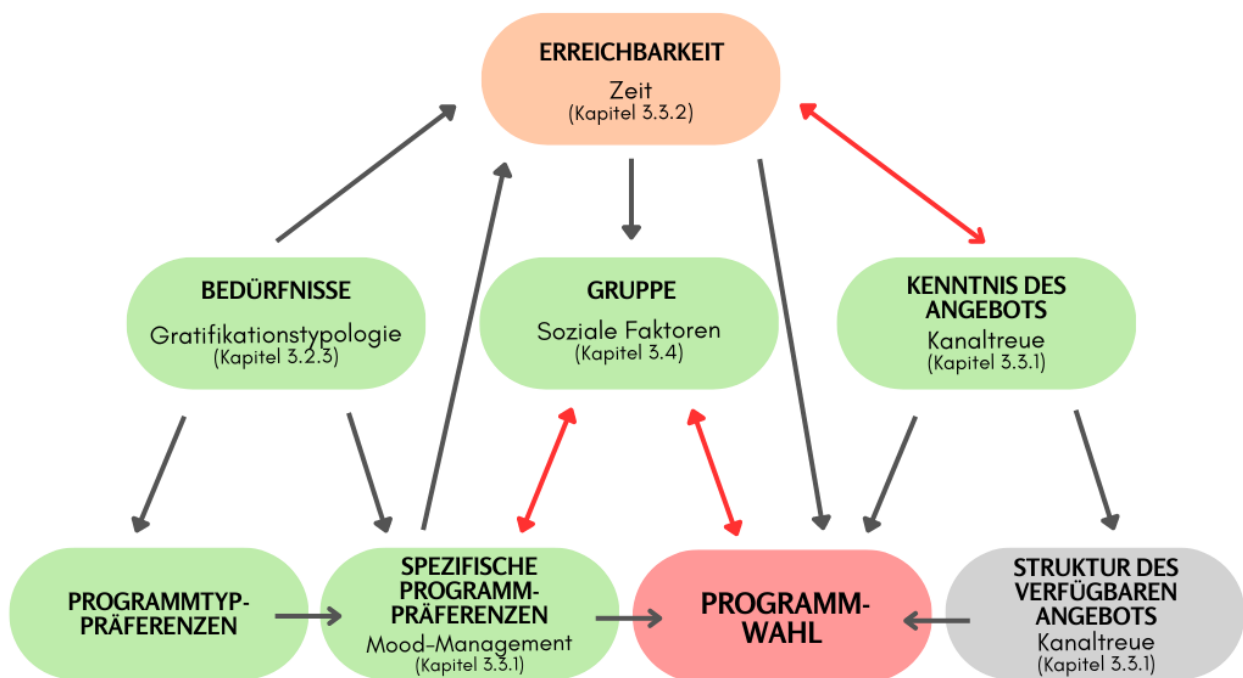 ERREICHBARKEIT
Zeit
(Kapitel 3.3.2)
BEDÜRFNISSE
Gratifikationstypologie
(Kapitel 3.2.3)
GRUPPE
Soziale Faktoren
(Kapitel 3.4)
KENNTNIS DES
ANGEBOTS
Kanaltreue
(Kapitel 3.3.1)
PROGRAMMTYP-
PRÄFERENZEN
SPEZIFISCHE
PROGRAMM-
PRÄFERENZEN
Mood-Management
(Kapitel 3.3.1)
PROGRAMM-
WAHL
STRUKTUR DES
VERFÜGBAREN
ANGEBOTS
Kanaltreue
(Kapitel 3.3.1)